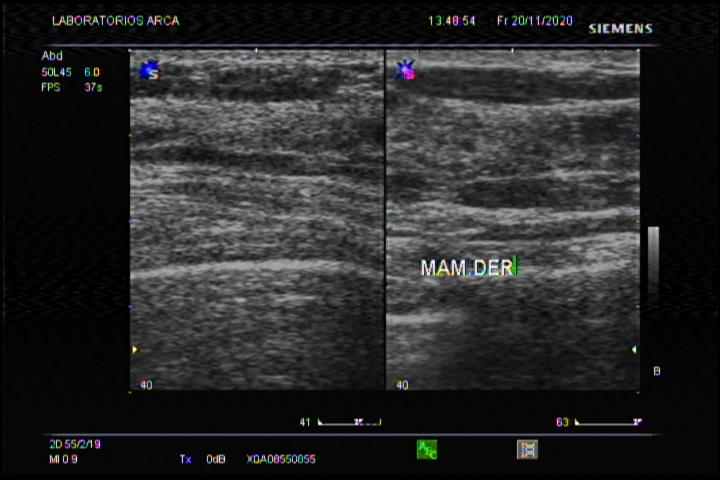 LABORATORIOS ARCA
13:48:54 Fr 20/11/2020
SIEMENS
Abd
50L45 6.0
FPS 37s
S
S
MAM DER
B
40
40
41
63
2D 55/2/19
MI 0.9
Tx 0dB
ABC